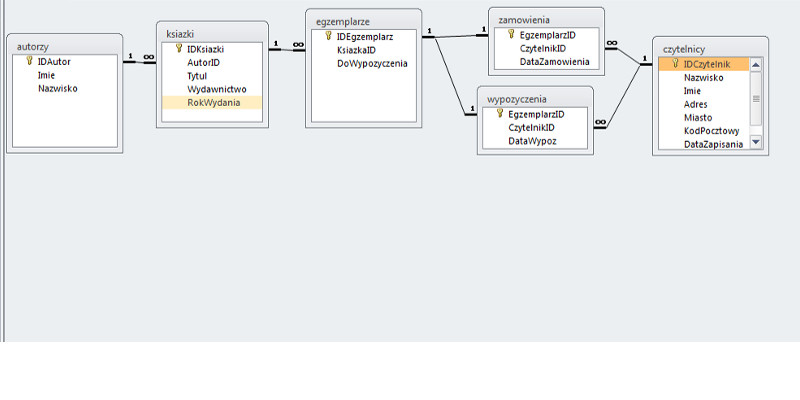 autorzy
IDAutor
Imie
Nazwisko
1
∞
ksiazki
IDKsiazki
AutorID
Tytul
Wydawnictwo
RokWydania
1
∞
egzemplarze
IDEgzemplarz
KsiazkaID
DoWypozyczenia
1
1
zamowienia
EgzemplarzID
CzytelnikID
DataZamowienia
∞
1
wypozyczenia
EgzemplarzID
CzytelnikID
DataWypoz
∞
1
czytelnicy
IDCzytelnik
Nazwisko
Imie
Adres
Miasto
KodPocztowy
DataZapisania